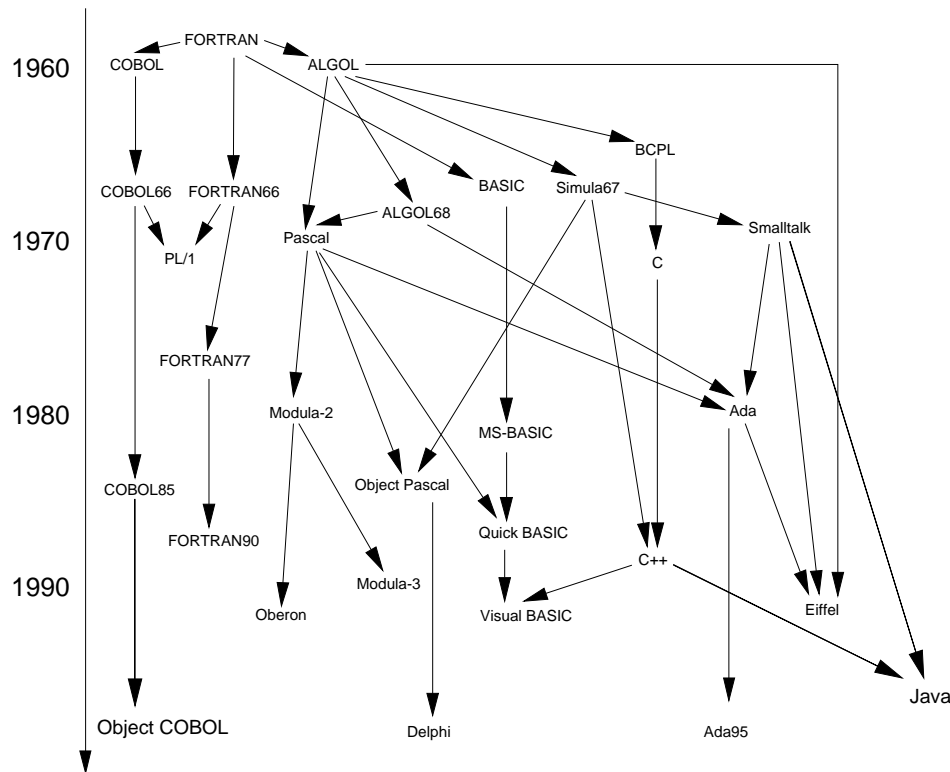 FORTRAN
COBOL
ALGOL
1960
BCPL
COBOL66
FORTRAN66
BASIC
Simula67
ALGOL68
Smalltalk
1970
Pascal
PL/1
C
FORTRAN77
Modula-2
Ada
1980
MS-BASIC
Object Pascal
COBOL85
Quick BASIC
FORTRAN90
C++
Modula-3
1990
Oberon
Visual BASIC
Eiffel
Java
Object COBOL
Delphi
Ada95